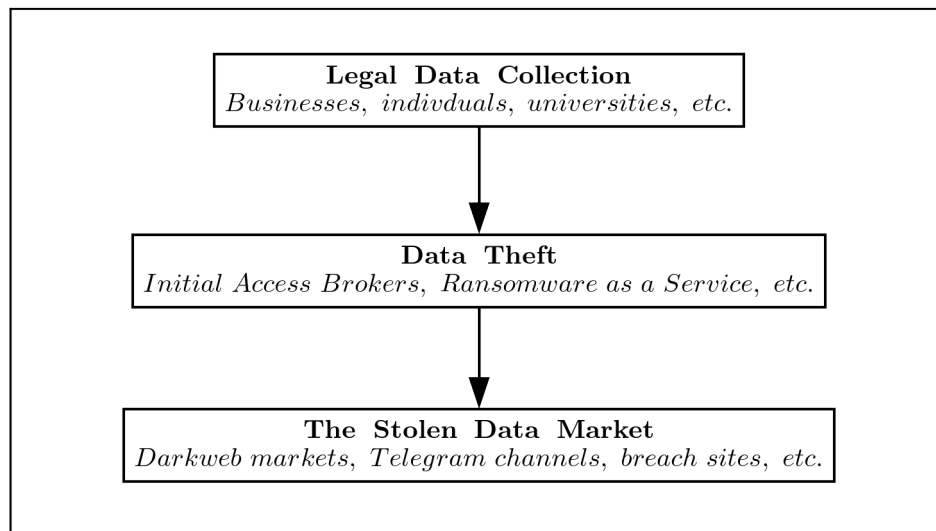 Legal Data Collection
Businesses, indivduals, universities, etc.
Data Theft
Initial Access Brokers, Ransomware as a Service, etc.
The Stolen Data Market
Darkweb markets, Telegram channels, breach sites, etc.